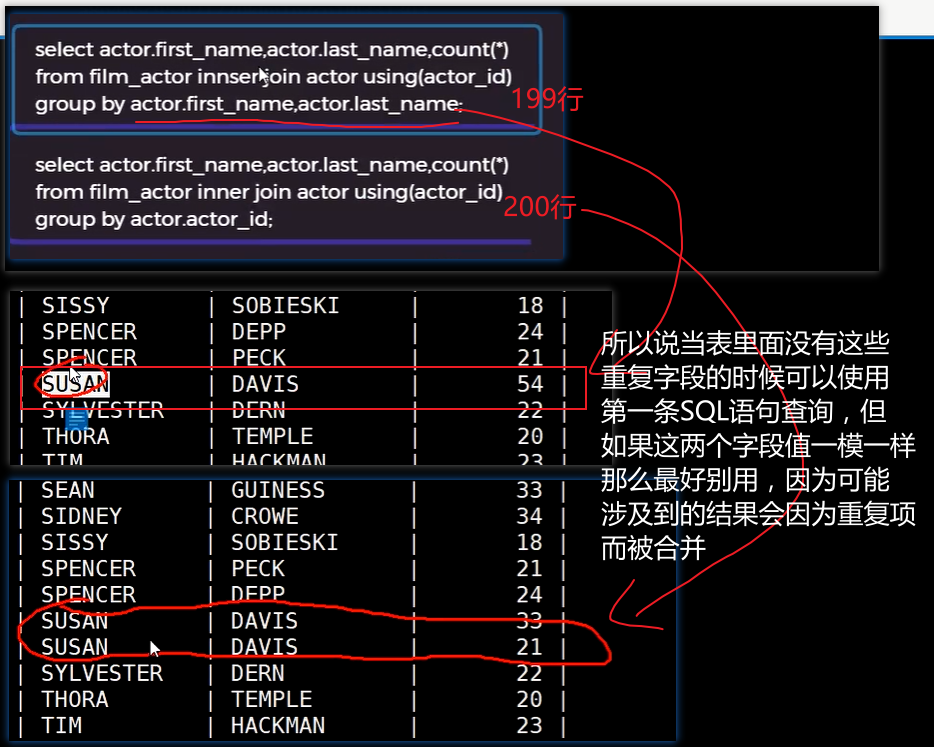 select actor.first_name,actor.last_name,count(*)
from film_actor innser join actor using(actor_id)
group by actor.first_name,actor.last_name;
199行
select actor.first_name,actor.last_name,count(*)
from film_actor inner join actor using(actor_id)
200行
group by actor.actor_id;
| SISSY | SOBIESKI | 18 |
| SPENCER | DEPP | 24 |
| SPENCER | PECK | 21 |
| SUSAN | DAVIS | 54 |
| SYLVESTER | DERN | 22 |
| THORA | TEMPLE | 20 |
| TIM | HACKMAN | 23 |
所以说当表里面没有这些
重复字段的时候可以使用
第一条SQL语句查询，但
如果这两个字段值一模一样
那么最好别用，因为可能
涉及到的结果会因为重复项
而被合并
| SEAN | GUINESS | 33 |
| SIDNEY | CROWE | 34 |
| SISSY | SOBIESKI | 18 |
| SPENCER | PECK | 21 |
| SPENCER | DEPP | 24 |
| SUSAN | DAVIS | 33 |
| SUSAN | DAVIS | 21 |
| SYLVESTER | DERN | 22 |
| THORA | TEMPLE | 20 |
| TIM | HACKMAN | 23 |